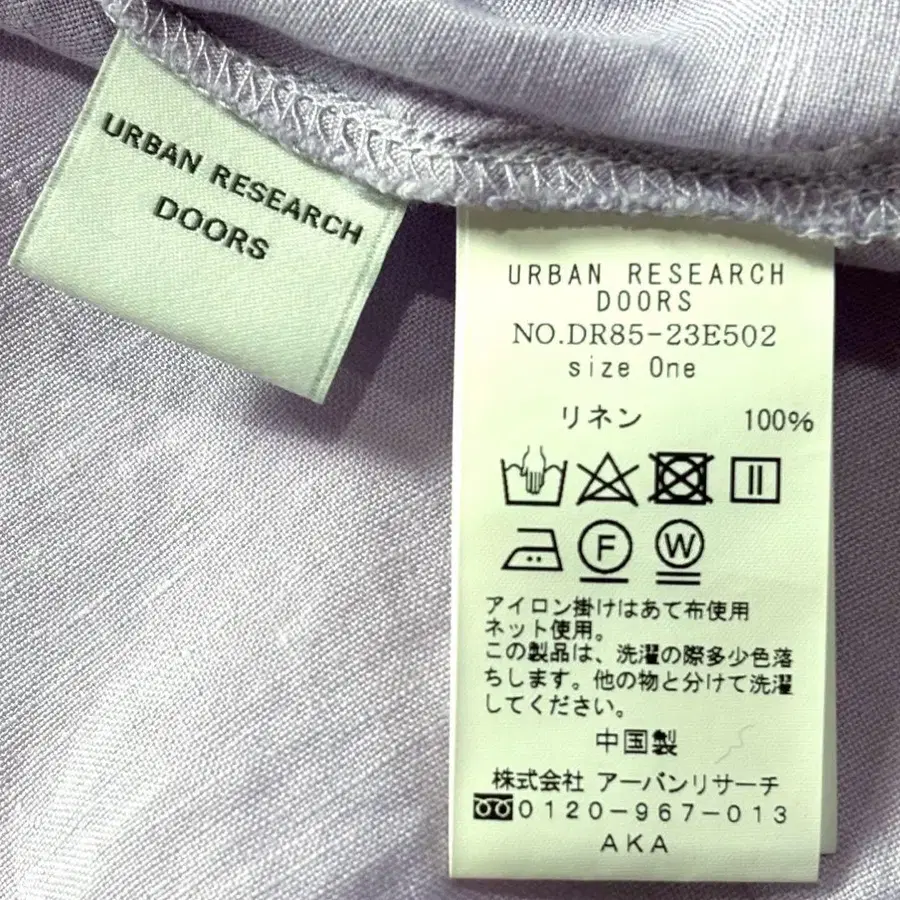 URBAN RESEARCH
DOORS
URBAN RESEARCH
DOORS
NO.DR85-23E502
size One
リネン 100%
F W
アイロン掛けはあて布使用
ネット使用。
この製品は、洗濯の際多少色落
ちします。他の物と分けて洗濯
してください。
中国製
株式会社 アーバンリサーチ
0120-967-013
AKA